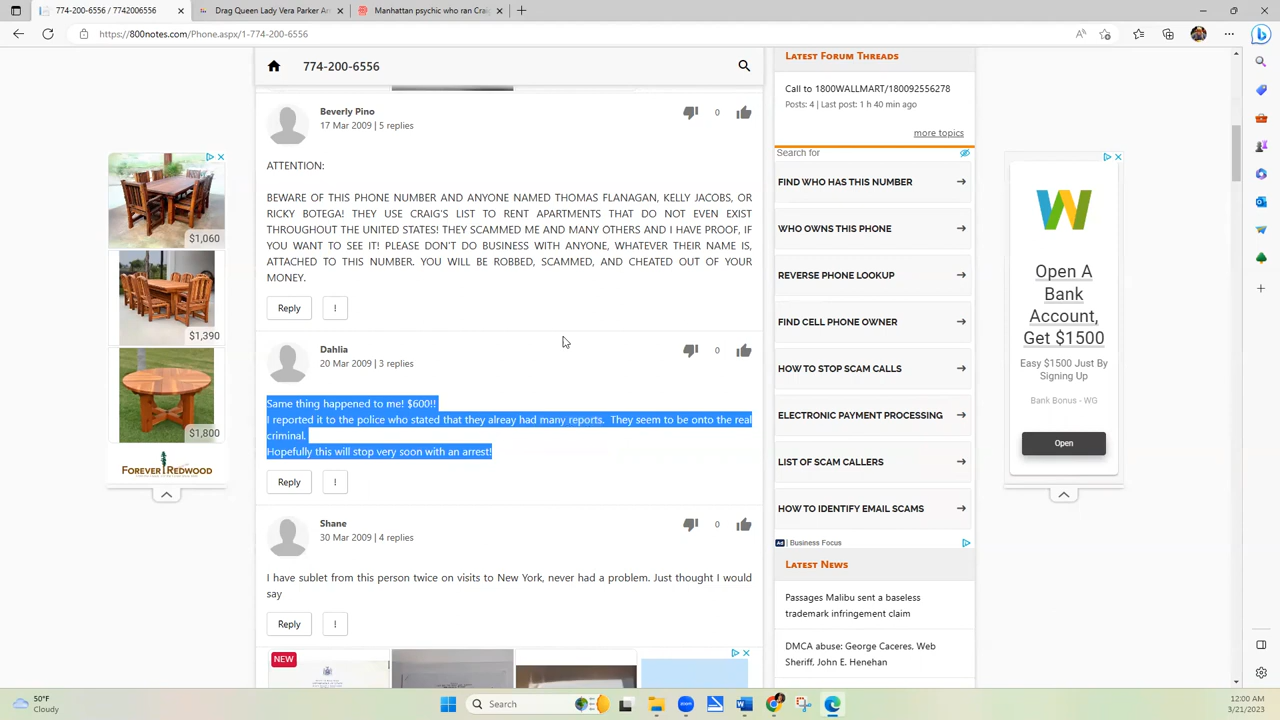 774-200-6556 / 7742006556
Drag Queen Lady Vera Parker Arr
Manhattan psychic who ran Craig
https://800notes.com/Phone.aspx/1-774-200-6556
774-200-6556
Beverly Pino
17 Mar 2009 | 5 replies
0
ATTENTION:
BEWARE OF THIS PHONE NUMBER AND ANYONE NAMED THOMAS FLANAGAN, KELLY JACOBS, OR
RICKY BOTEGA! THEY USE CRAIG'S LIST TO RENT APARTMENTS THAT DO NOT EVEN EXIST
THROUGHOUT THE UNITED STATES! THEY SCAMMED ME AND MANY OTHERS AND I HAVE PROOF, IF
YOU WANT TO SEE IT! PLEASE DON'T DO BUSINESS WITH ANYONE, WHATEVER THEIR NAME IS,
ATTACHED TO THIS NUMBER. YOU WILL BE ROBBED, SCAMMED, AND CHEATED OUT OF YOUR
MONEY.
Reply
Dahlia
20 Mar 2009 | 3 replies
0
Same thing happened to me! $600!!
I reported it to the police who stated that they alreay had many reports. They seem to be onto the real
criminal.
Hopefully this will stop very soon with an arrest!
Reply
Shane
30 Mar 2009 | 4 replies
0
I have sublet from this person twice on visits to New York, never had a problem. Just thought I would
say
Reply
NEW
$1,060
$1,390
$1,800
FOREVER REDWOOD
LATEST FORUM THREADS
Call to 1800WALLMART/180092556278
Posts: 4 | Last post: 1 h 40 min ago
more topics
Search for
FIND WHO HAS THIS NUMBER
WHO OWNS THIS PHONE
REVERSE PHONE LOOKUP
FIND CELL PHONE OWNER
HOW TO STOP SCAM CALLS
ELECTRONIC PAYMENT PROCESSING
LIST OF SCAM CALLERS
HOW TO IDENTIFY EMAIL SCAMS
Ad | Business Focus
LATEST NEWS
Passages Malibu sent a baseless
trademark infringement claim
DMCA abuse: George Caceres, Web
Sheriff, John E. Henehan
Open A
Bank
Account,
Get $1500
Easy $1500 Just By
Signing Up
Bank Bonus - WG
Open
50°F
Cloudy
Search
12:00 AM
3/21/2023